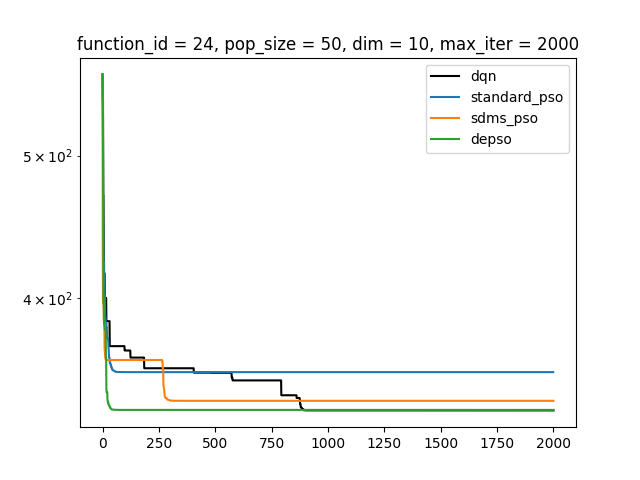 function_id = 24, pop_size = 50, dim = 10, max_iter = 2000
dqn
standard_pso
sdms_pso
depso
5 × 10²
4 × 10²
0 250 500 750 1000 1250 1500 1750 2000